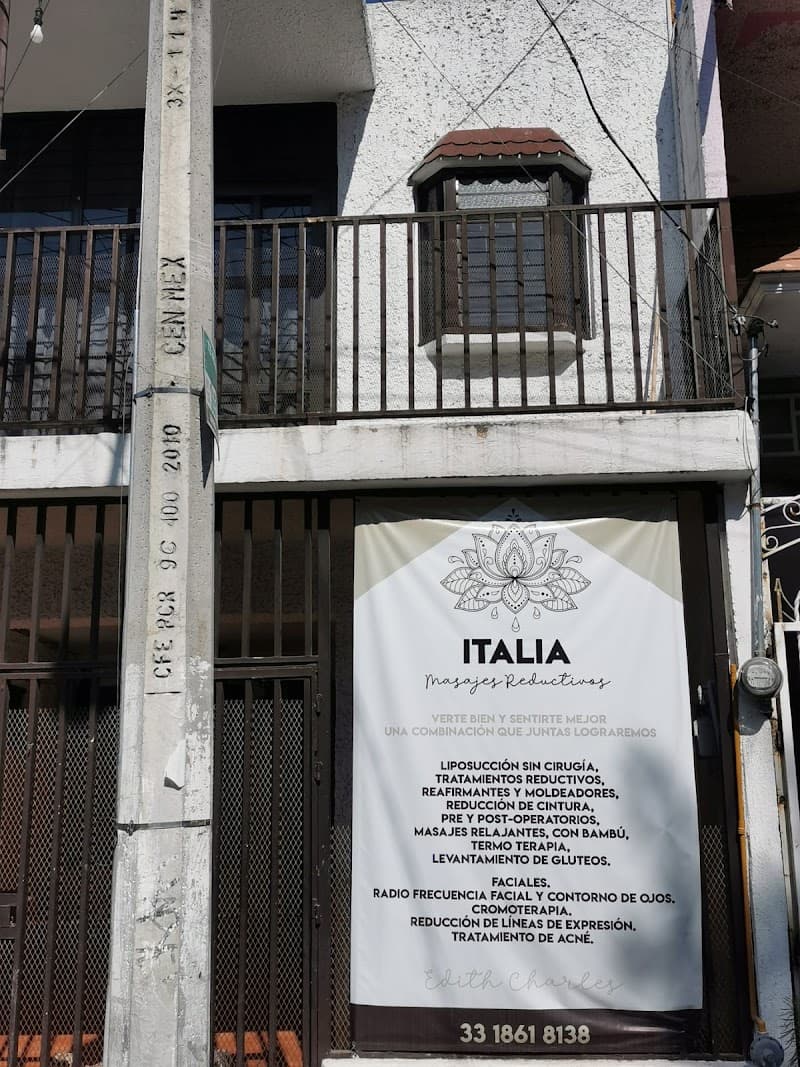 3X-114
CEN MEX
CFE PCR 9C 400 2010
ITALIA
Masajes Reductivos
VERTE BIEN Y SENTIRTE MEJOR
UNA COMBINACIÓN QUE JUNTAS LOGRAREMOS
LIPOSUCCIÓN SIN CIRUGÍA,
TRATAMIENTOS REDUCTIVOS,
REAFIRMANTES Y MOLDEADORES,
REDUCCIÓN DE CINTURA,
PRE Y POST-OPERATORIOS,
MASAJES RELAJANTES, CON BAMBÚ,
TERMO TERAPIA,
LEVANTAMIENTO DE GLUTEOS.
FACIALES,
RADIO FRECUENCIA FACIAL Y CONTORNO DE OJOS.
CROMOTERAPIA,
REDUCCIÓN DE LÍNEAS DE EXPRESIÓN,
TRATAMIENTO DE ACNÉ.
Edith Charles
33 1861 8138